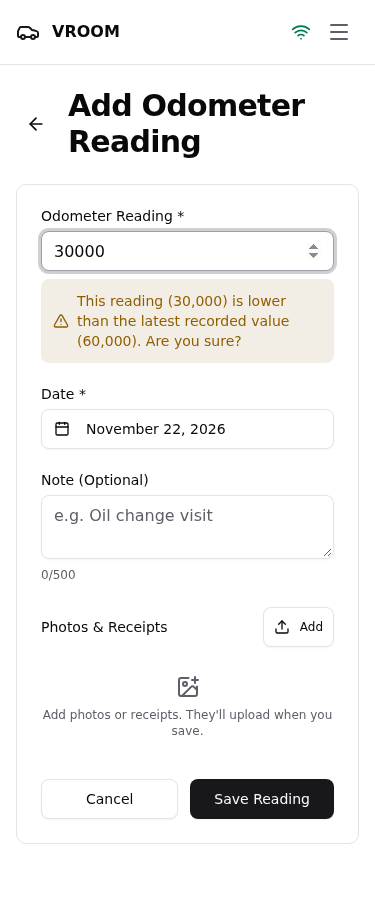 VROOM
Add Odometer
Reading
Odometer Reading *
30000
This reading (30,000) is lower
than the latest recorded value
(60,000). Are you sure?
Date *
November 22, 2026
Note (Optional)
e.g. Oil change visit
0/500
Photos & Receipts
Add
Add photos or receipts. They'll upload when you
save.
Cancel
Save Reading